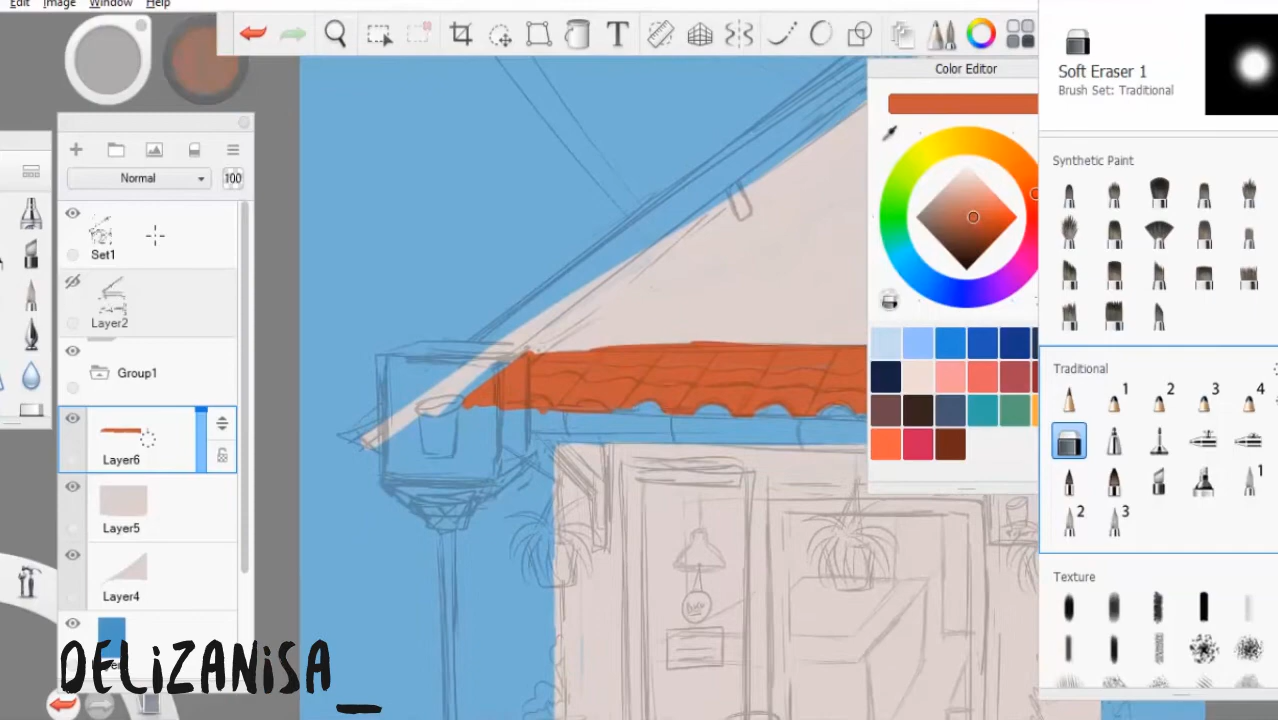 Edit Image Window Help
Color Editor
Soft Eraser 1
Brush Set: Traditional
Normal 100
Set1
Layer2
Group1
Layer6
Layer5
Layer4
Synthetic Paint
Traditional
1 2 3 4
1
2 3
Texture
DELiZANiSA_